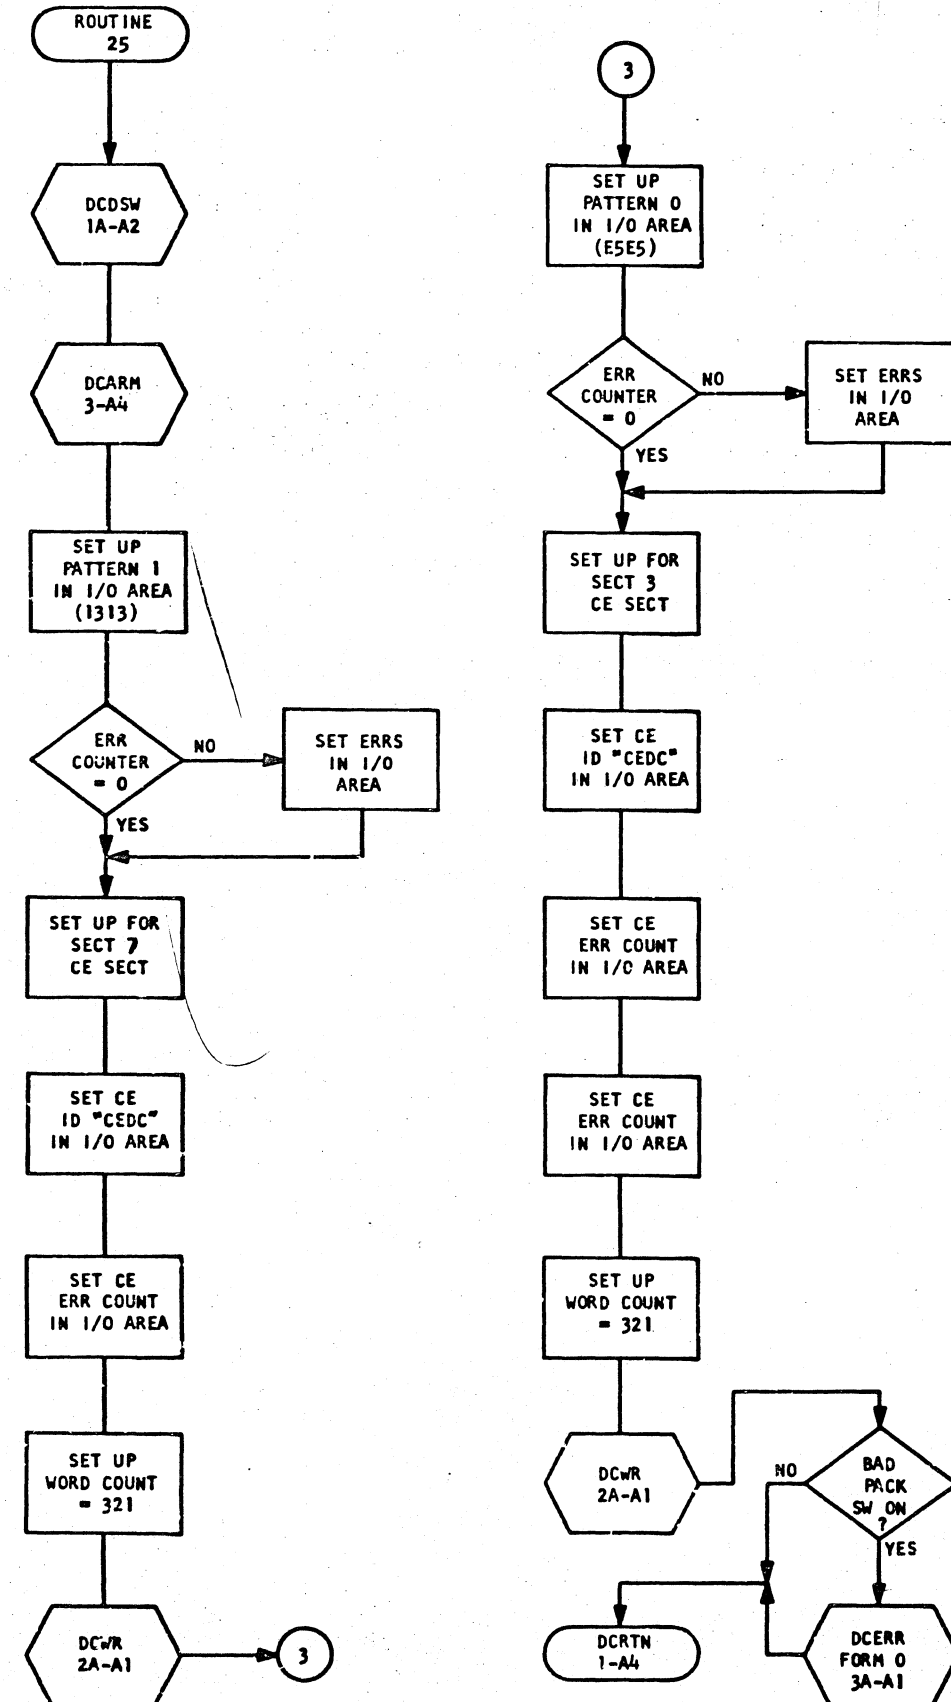 ROUTINE
25
DCDSW
1A-A2
DCARM
3-A4
SET UP
PATTERN 1
IN I/O AREA
(1313)
ERR
COUNTER
= 0
NO
YES
SET ERRS
IN I/O
AREA
SET UP FOR
SECT 7
CE SECT
SET CE
ID "CEDC"
IN I/O AREA
SET CE
ERR COUNT
IN I/O AREA
SET UP
WORD COUNT
= 321
DCWR
2A-A1
3
3
SET UP
PATTERN 0
IN I/O AREA
(E5E5)
ERR
COUNTER
= 0
NO
YES
SET ERRS
IN I/O
AREA
SET UP FOR
SECT 3
CE SECT
SET CE
ID "CEDC"
IN I/O AREA
SET CE
ERR COUNT
IN I/O AREA
SET CE
ERR COUNT
IN I/O AREA
SET UP
WORD COUNT
= 321
DCWR
2A-A1
BAD
PACK
SW ON
?
NO
YES
DCERR
FORM 0
3A-A1
DCRTN
1-A4